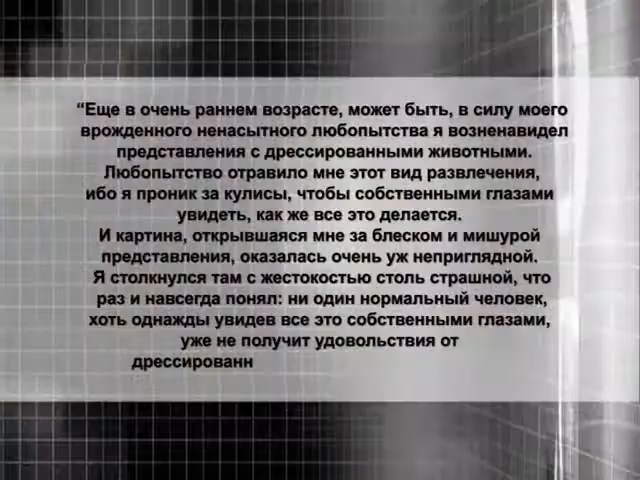 “Еще в очень раннем возрасте, может быть, в силу моего
врожденного ненасытного любопытства я возненавидел
представления с дрессированными животными.
Любопытство отравило мне этот вид развлечения,
ибо я проник за кулисы, чтобы собственными глазами
увидеть, как же все это делается.
И картина, открывшаяся мне за блеском и мишурой
представления, оказалась очень уж неприглядной.
Я столкнулся там с жестокостью столь страшной, что
раз и навсегда понял: ни один нормальный человек,
хоть однажды увидев все это собственными глазами,
уже не получит удовольствия от
дрессированн